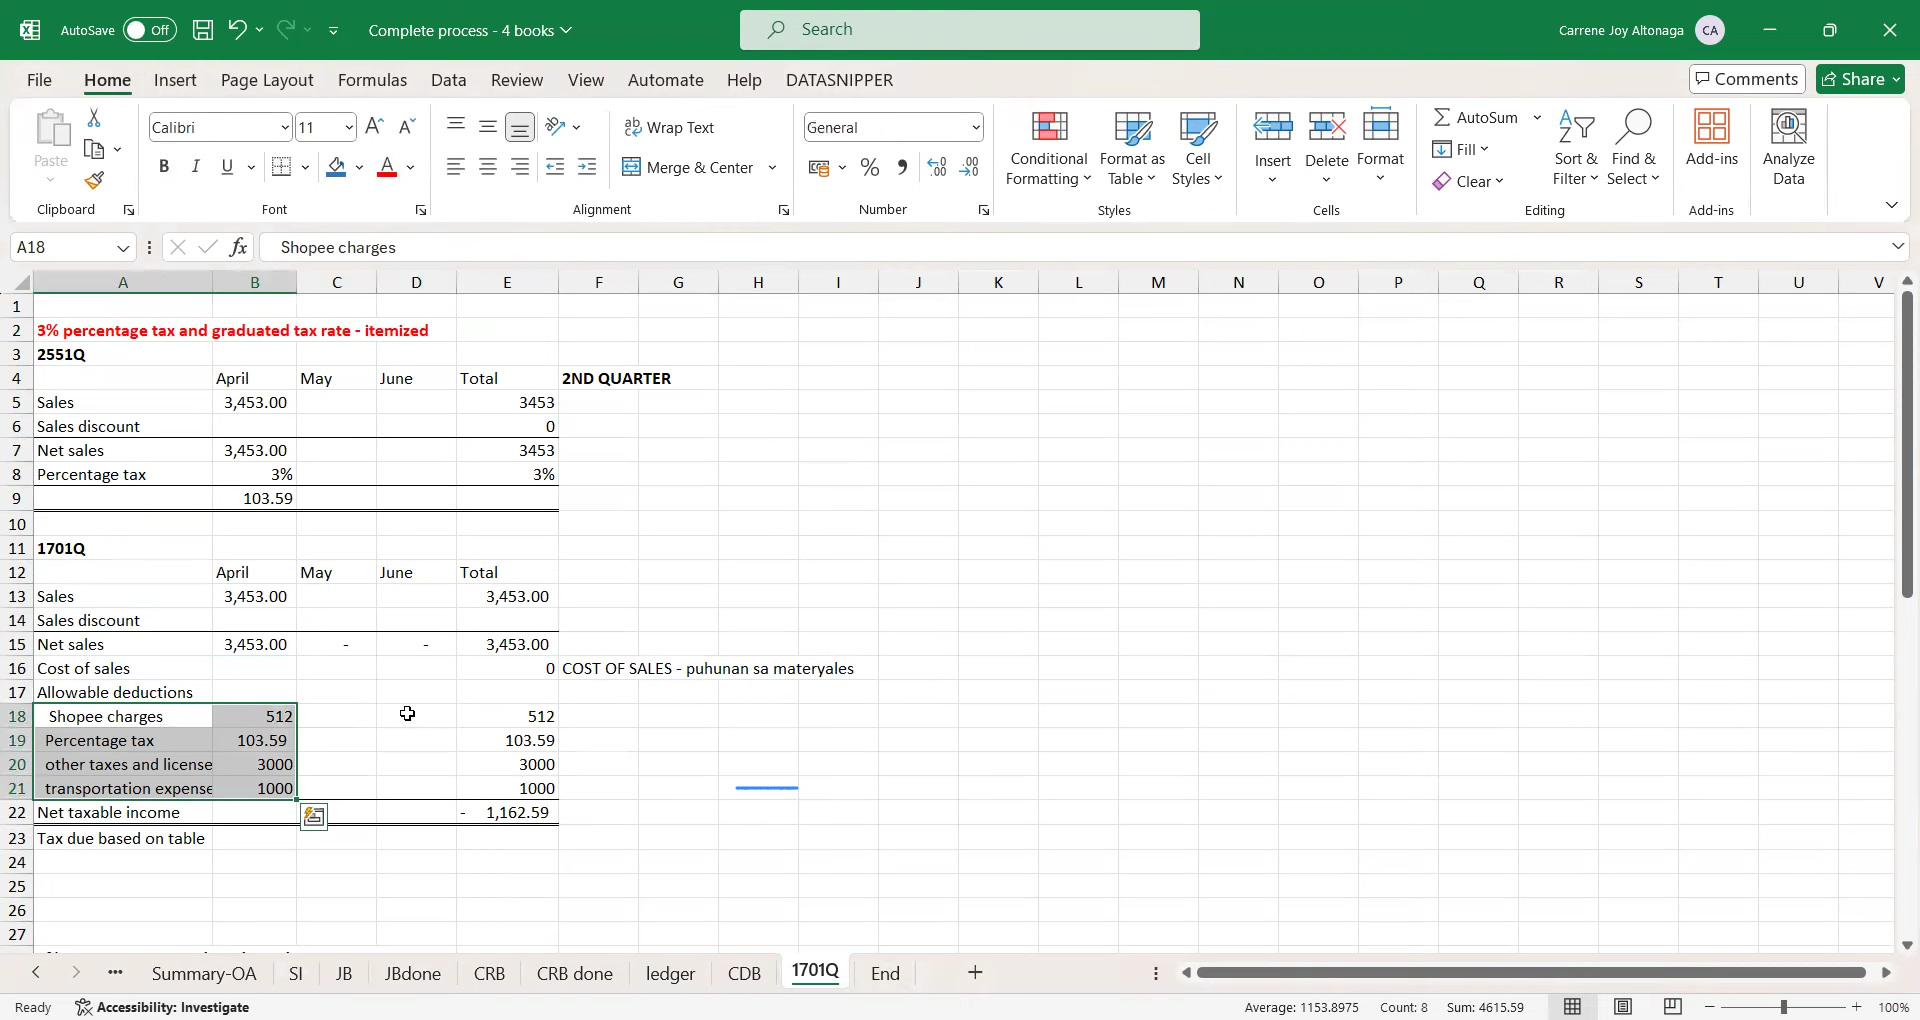 AutoSave Off Complete process - 4 books Search Carrene Joy Altonaga CA
File Home Insert Page Layout Formulas Data Review View Automate Help DATASNIPPER Comments Share
Paste Calibri 11 Wrap Text General Conditional Formatting Format as Table Cell Styles Insert Delete Format AutoSum Fill Clear Sort & Filter Find & Select Add-ins Analyze Data
B I U A Merge & Center % 9
Clipboard Font Alignment Number Styles Cells Editing Add-ins
A18 fx Shopee charges
A B C D E F G H I J K L M N O P Q R S T U V
1
2 3% percentage tax and graduated tax rate - itemized
3 2551Q
4 April May June Total 2ND QUARTER
5 Sales 3,453.00 3453
6 Sales discount 0
7 Net sales 3,453.00 3453
8 Percentage tax 3% 3%
9 103.59
10
11 1701Q
12 April May June Total
13 Sales 3,453.00 3,453.00
14 Sales discount
15 Net sales 3,453.00 - - 3,453.00
16 Cost of sales 0 COST OF SALES - puhunan sa materyales
17 Allowable deductions
18 Shopee charges 512 512
19 Percentage tax 103.59 103.59
20 other taxes and license 3000 3000
21 transportation expense 1000 1000
22 Net taxable income - 1,162.59
23 Tax due based on table
24
25
26
27
Summary-OA SI JB JBdone CRB CRB done ledger CDB 1701Q End
Ready Accessibility: Investigate Average: 1153.8975 Count: 8 Sum: 4615.59 100%